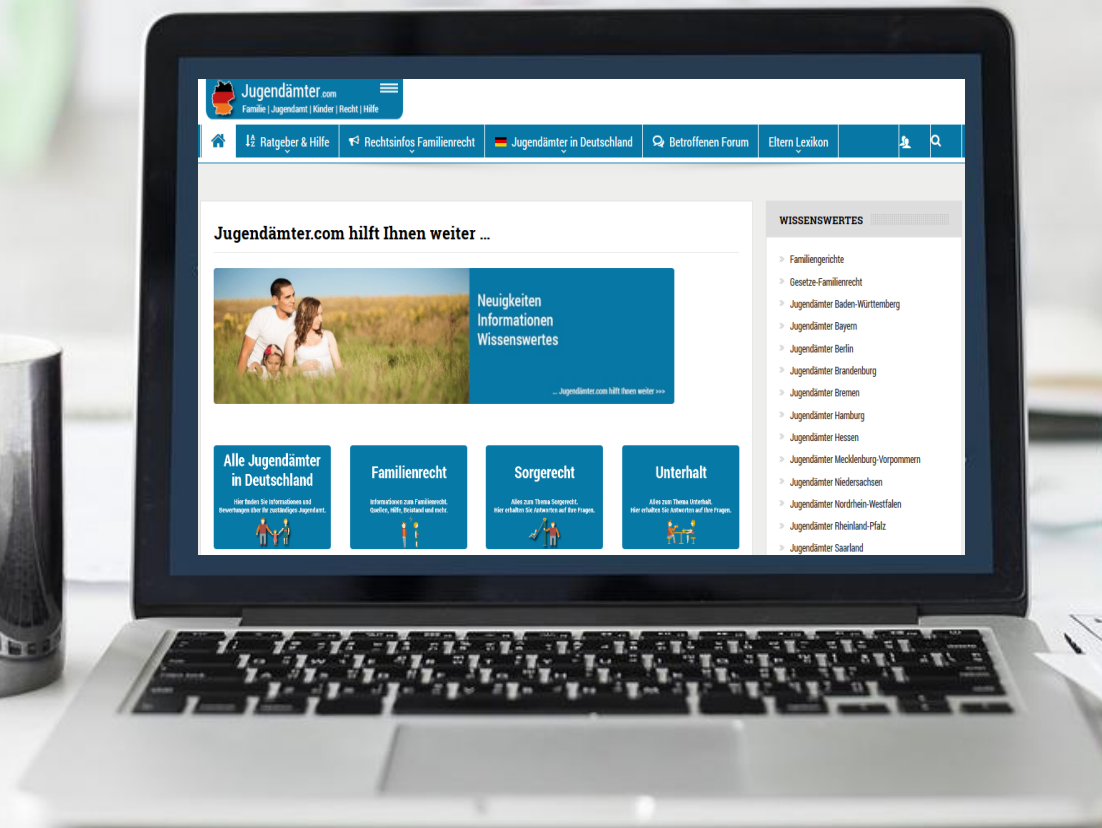 Jugendämter.com
Familie | Jugendamt | Kinder | Recht | Hilfe
Ratgeber & Hilfe
Rechtsinfos Familienrecht
Jugendämter in Deutschland
Betroffenen Forum
Eltern Lexikon
Jugendämter.com hilft Ihnen weiter ...
Neuigkeiten
Informationen
Wissenswertes
... Jugendämter.com hilft Ihnen weiter >>>
Alle Jugendämter
in Deutschland
Hier finden Sie Informationen und
Bewertungen über Ihr zuständiges Jugendamt.
Familienrecht
Informationen zum Familienrecht.
Quellen, Hilfe, Beistand und mehr.
Sorgerecht
Alles zum Thema Sorgerecht.
Hier erhalten Sie Antworten auf Ihre Fragen.
Unterhalt
Alles zum Thema Unterhalt.
Hier erhalten Sie Antworten auf Ihre Fragen.
WISSENSWERTES
Familiengerichte
Gesetze-Familienrecht
Jugendämter Baden-Württemberg
Jugendämter Bayern
Jugendämter Berlin
Jugendämter Brandenburg
Jugendämter Bremen
Jugendämter Hamburg
Jugendämter Hessen
Jugendämter Mecklenburg-Vorpommern
Jugendämter Niedersachsen
Jugendämter Nordrhein-Westfalen
Jugendämter Rheinland-Pfalz
Jugendämter Saarland